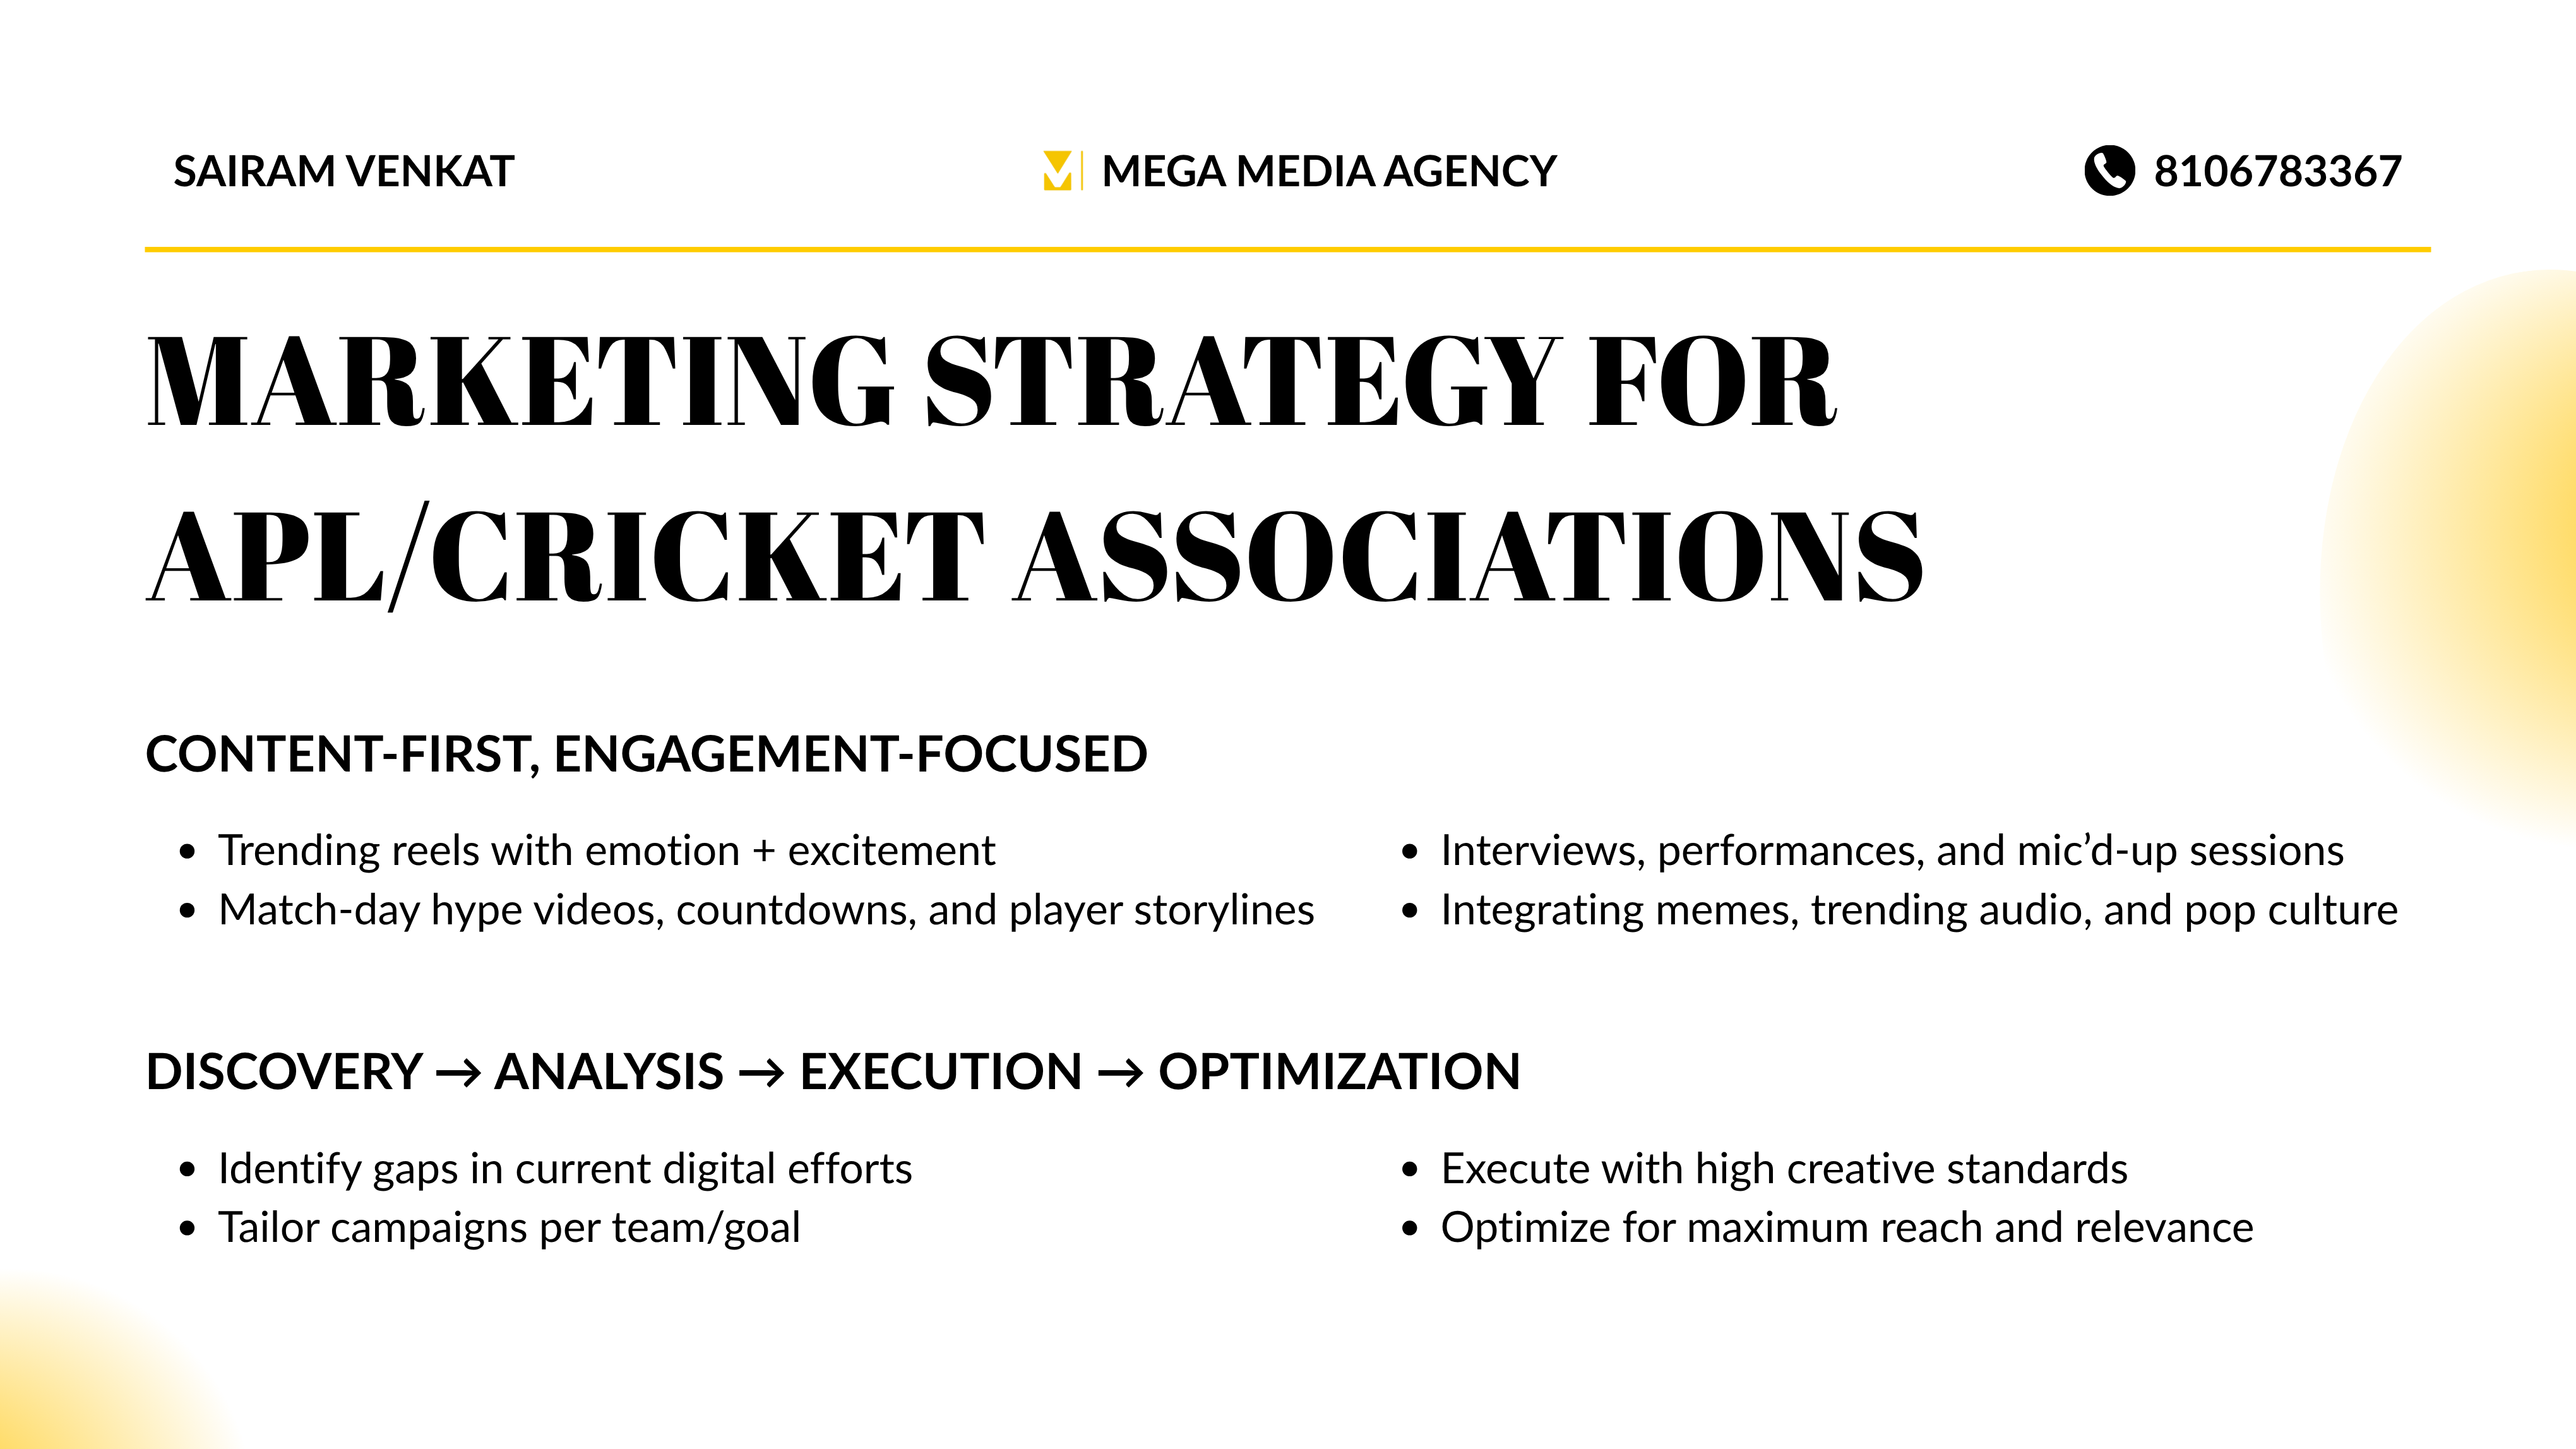 SAIRAM VENKAT
MEGA MEDIA AGENCY
8106783367
MARKETING STRATEGY FOR
APL/CRICKET ASSOCIATIONS
CONTENT-FIRST, ENGAGEMENT-FOCUSED
• Trending reels with emotion + excitement
• Match-day hype videos, countdowns, and player storylines
• Interviews, performances, and mic’d-up sessions
• Integrating memes, trending audio, and pop culture
DISCOVERY → ANALYSIS → EXECUTION → OPTIMIZATION
• Identify gaps in current digital efforts
• Tailor campaigns per team/goal
• Execute with high creative standards
• Optimize for maximum reach and relevance